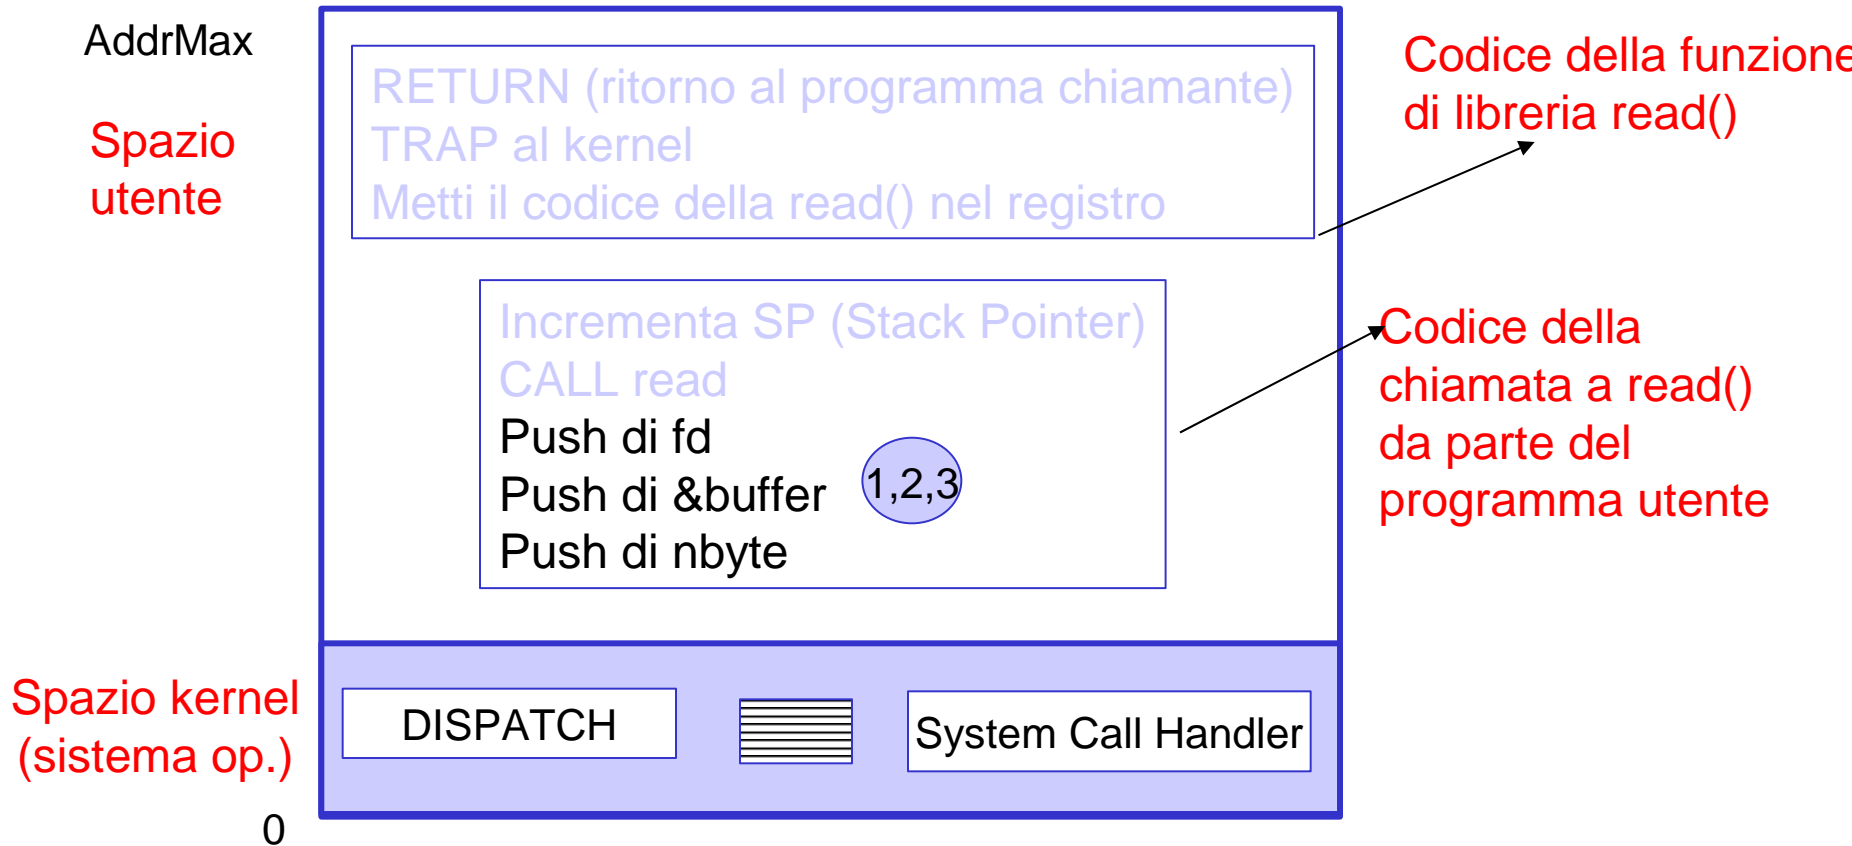 AddrMax
Spazio
utente
RETURN (ritorno al programma chiamante)
TRAP al kernel
Metti il codice della read() nel registro
Codice della funzione
di libreria read()
Incrementa SP (Stack Pointer)
CALL read
Push di fd
Push di &buffer
Push di nbyte
1,2,3
Codice della
chiamata a read()
da parte del
programma utente
Spazio kernel
(sistema op.)
0
DISPATCH
System Call Handler